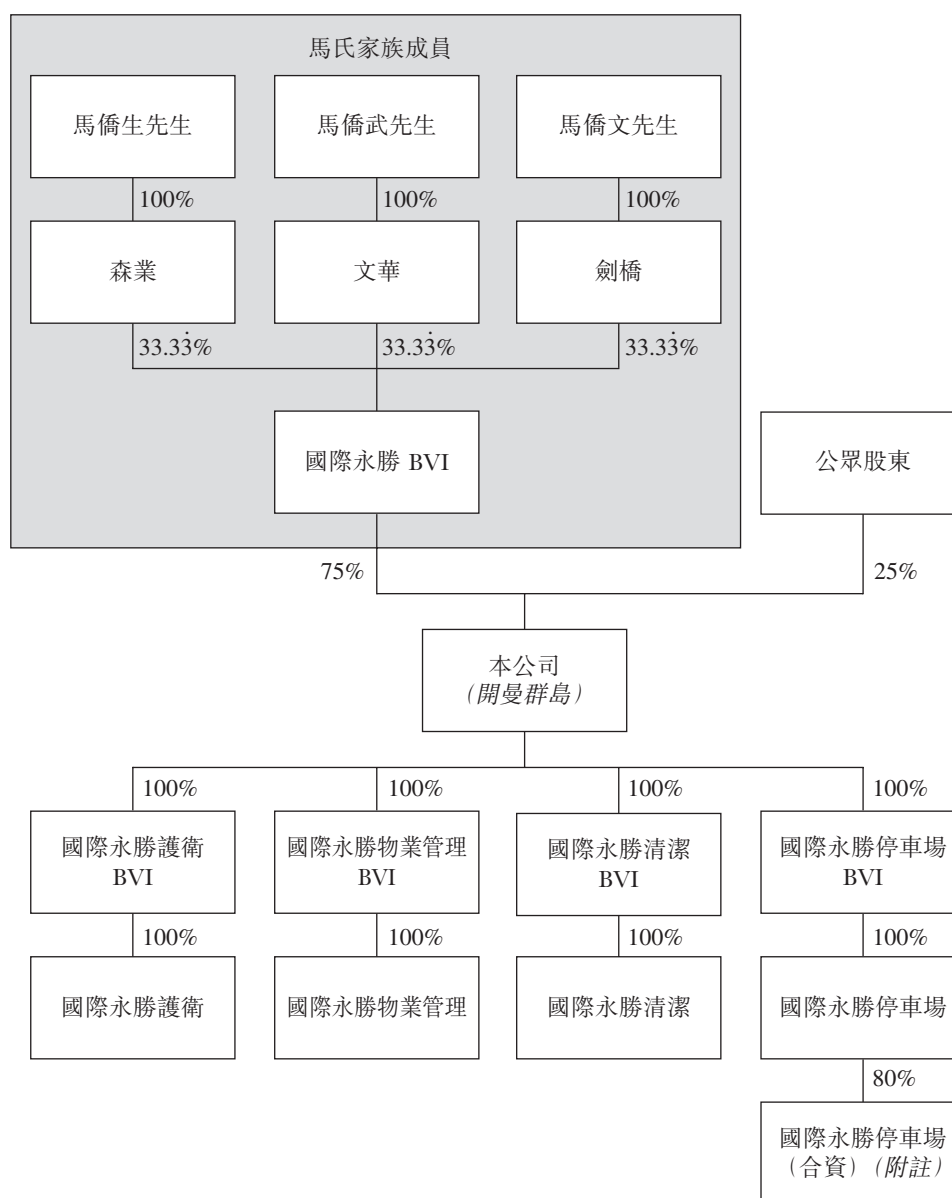 馬氏家族成員
馬僑生先生
馬僑武先生
馬僑文先生
100%
100%
100%
森業
文華
劍橋
33.33̇%
33.33̇%
33.33̇%
國際永勝 BVI
公眾股東
75%
25%
本公司
（開曼群島）
100%
100%
100%
100%
國際永勝護衛
BVI
國際永勝物業管理
BVI
國際永勝清潔
BVI
國際永勝停車場
BVI
100%
100%
100%
100%
國際永勝護衛
國際永勝物業管理
國際永勝清潔
國際永勝停車場
80%
國際永勝停車場
（合資）（附註）